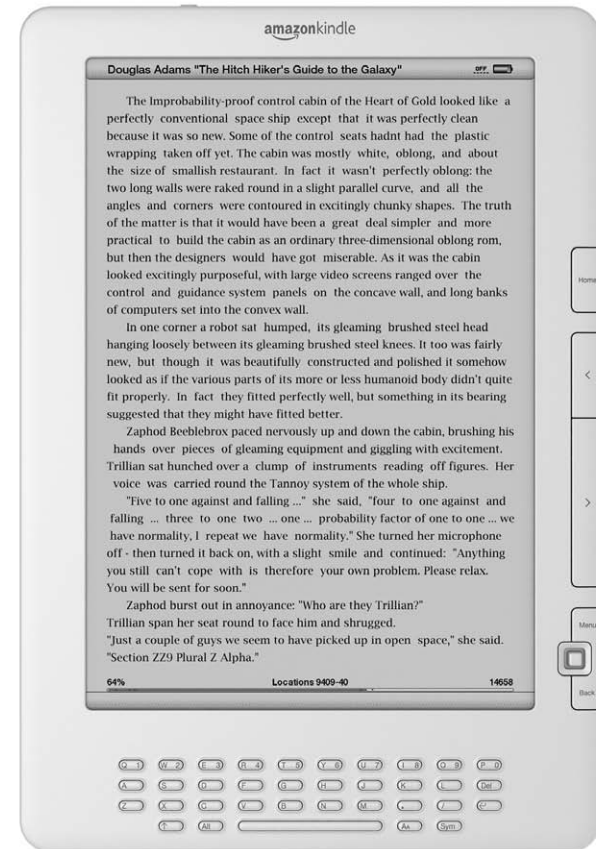 amazonkindle
Douglas Adams "The Hitch Hiker's Guide to the Galaxy"
OFF
The Improbability-proof control cabin of the Heart of Gold looked like a
perfectly conventional space ship except that it was perfectly clean
because it was so new. Some of the control seats hadnt had the plastic
wrapping taken off yet. The cabin was mostly white, oblong, and about
the size of smallish restaurant. In fact it wasn't perfectly oblong: the
two long walls were raked round in a slight parallel curve, and all the
angles and corners were contoured in excitingly chunky shapes. The truth
of the matter is that it would have been a great deal simpler and more
practical to build the cabin as an ordinary three-dimensional oblong rom,
but then the designers would have got miserable. As it was the cabin
looked excitingly purposeful, with large video screens ranged over the
control and guidance system panels on the concave wall, and long banks
of computers set into the convex wall.
In one corner a robot sat humped, its gleaming brushed steel head
hanging loosely between its gleaming brushed steel knees. It too was fairly
new, but though it was beautifully constructed and polished it somehow
looked as if the various parts of its more or less humanoid body didn't quite
fit properly. In fact they fitted perfectly well, but something in its bearing
suggested that they might have fitted better.
Zaphod Beeblebrox paced nervously up and down the cabin, brushing his
hands over pieces of gleaming equipment and giggling with excitement.
Trillian sat hunched over a clump of instruments reading off figures. Her
voice was carried round the Tannoy system of the whole ship.
"Five to one against and falling ..." she said, "four to one against and
falling ... three to one two ... one ... probability factor of one to one ... we
have normality, I repeat we have normality." She turned her microphone
off - then turned it back on, with a slight smile and continued: "Anything
you still can't cope with is therefore your own problem. Please relax.
You will be sent for soon."
Zaphod burst out in annoyance: "Who are they Trillian?"
Trillian span her seat round to face him and shrugged.
"Just a couple of guys we seem to have picked up in open space," she said.
"Section ZZ9 Plural Z Alpha."
64% Locations 9409-40 14658
Home
<
>
Menu
Back
Q 1 W 2 E 3 R 4 T 5 Y 6 U 7 I 8 O 9 P 0
A S D F G H J K L Del
Z X C V B N M . / ↵
↑ Alt Aa Sym